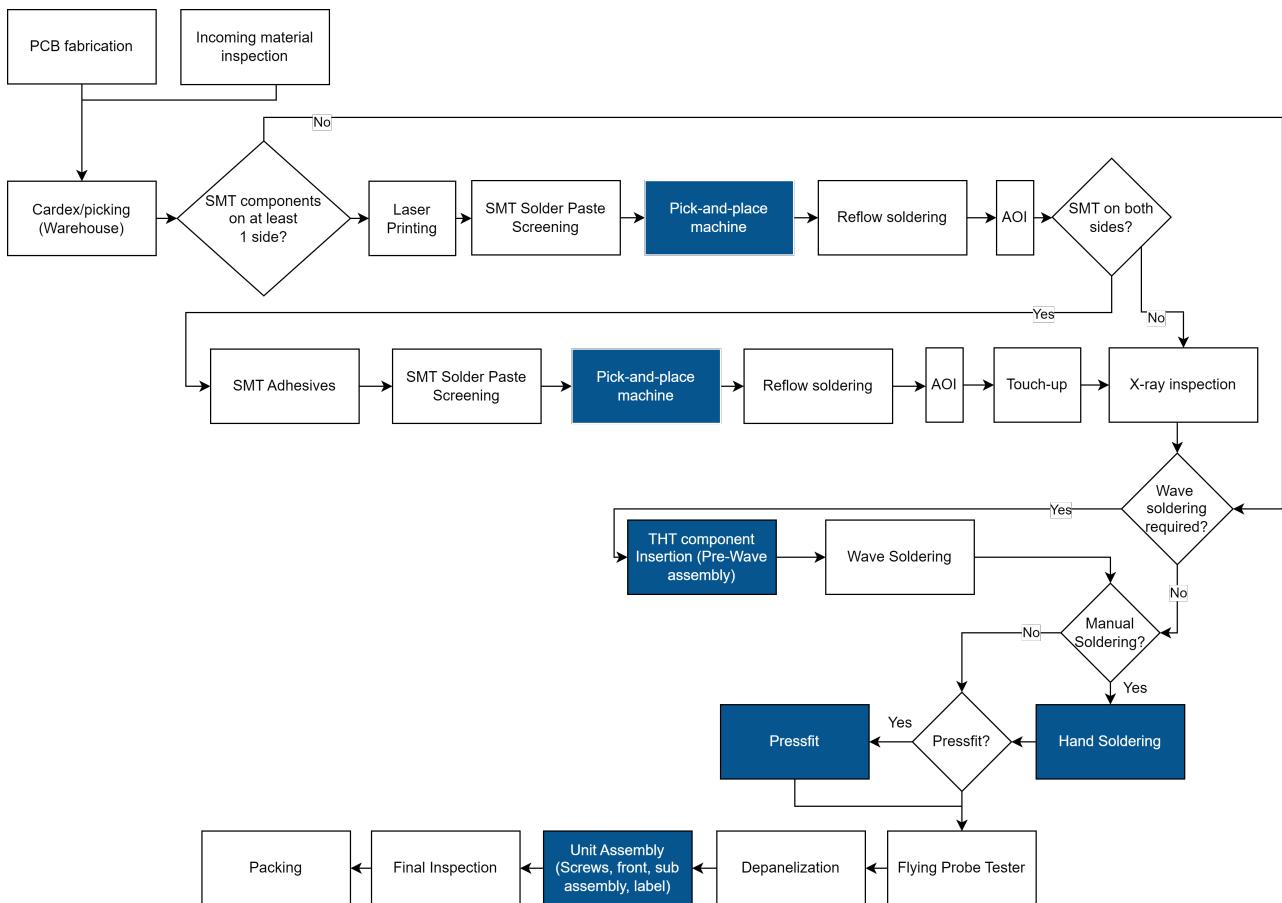 PCB fabrication
Incoming material
inspection
No
Cardex/picking
(Warehouse)
SMT components
on at least
1 side?
Laser
Printing
SMT Solder Paste
Screening
Pick-and-place
machine
Reflow soldering
AOI
SMT on both
sides?
Yes
No
SMT Adhesives
SMT Solder Paste
Screening
Pick-and-place
machine
Reflow soldering
AOI
Touch-up
X-ray inspection
Wave
soldering
required?
Yes
THT component
Insertion (Pre-Wave
assembly)
Wave Soldering
No
Manual
Soldering?
No
Yes
Pressfit
Yes
Pressfit?
Hand Soldering
Packing
Final Inspection
Unit Assembly
(Screws, front, sub
assembly, label)
Depanelization
Flying Probe Tester